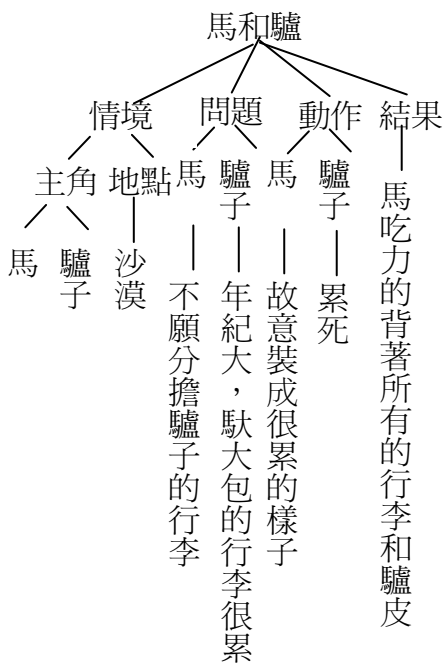 馬和驢
情境
問題
動作
結果
主角
地點
馬
驢子
馬
驢子
馬
驢子
沙漠
不願分擔驢子的行李
年紀大，馱大包的行李很累
故意裝成很累的樣子
累死
馬吃力的背著所有的行李和驢皮